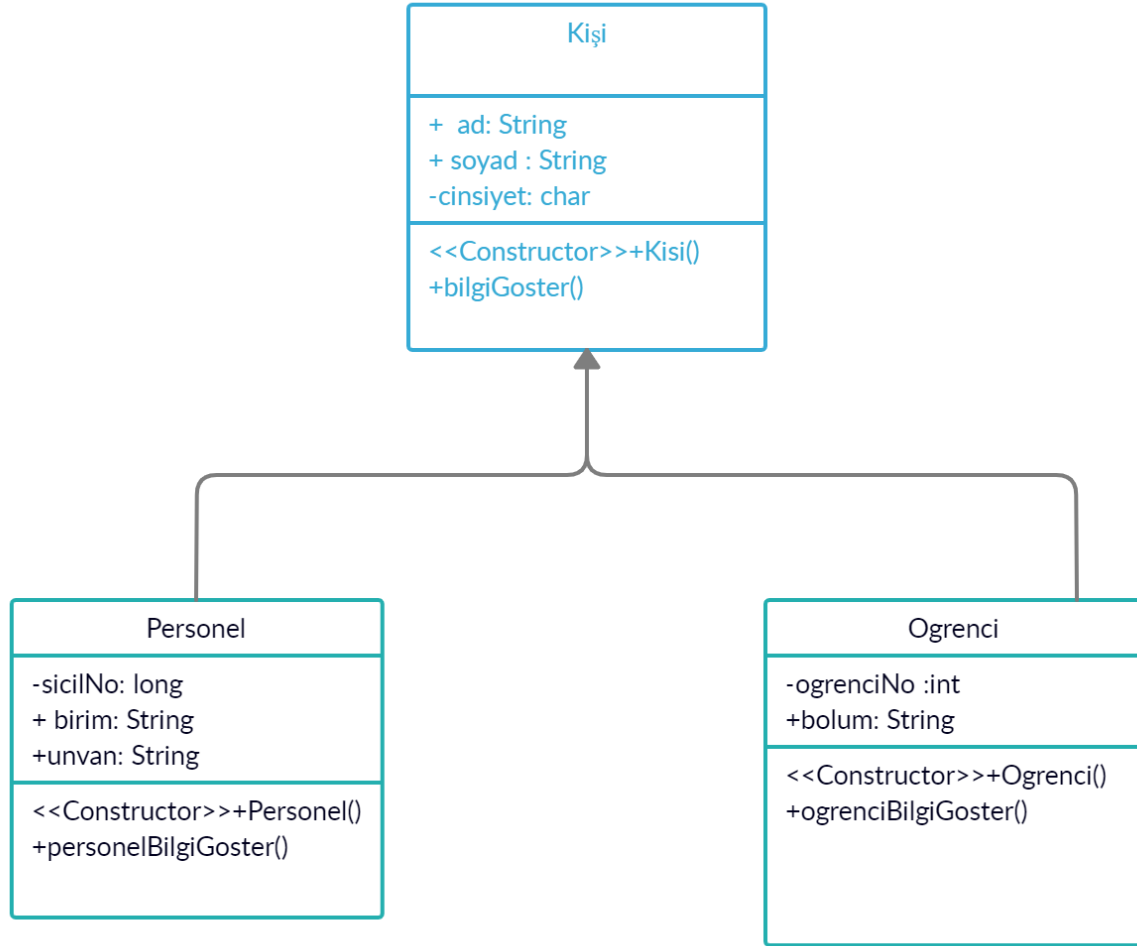 Kişi
+  ad: String
+ soyad : String
-cinsiyet: char
<<Constructor>>+Kisi()
+bilgiGoster()
Personel
-sicilNo: long
+ birim: String
+unvan: String
<<Constructor>>+Personel()
+personelBilgiGoster()
Ogrenci
-ogrenciNo :int
+bolum: String
<<Constructor>>+Ogrenci()
+ogrenciBilgiGoster()